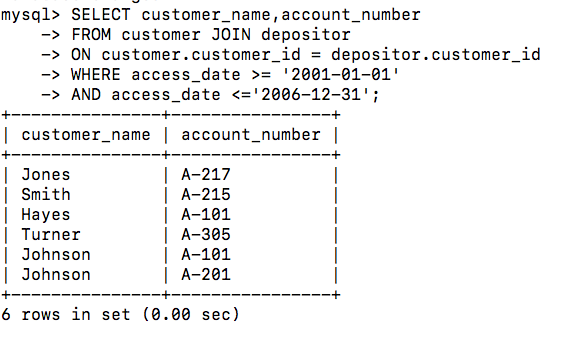 mysql> SELECT customer_name,account_number
    -> FROM customer JOIN depositor
    -> ON customer.customer_id = depositor.customer_id
    -> WHERE access_date >= '2001-01-01'
    -> AND access_date <='2006-12-31';
+---------------+----------------+
| customer_name | account_number |
+---------------+----------------+
| Jones         | A-217          |
| Smith         | A-215          |
| Hayes         | A-101          |
| Turner        | A-305          |
| Johnson       | A-101          |
| Johnson       | A-201          |
+---------------+----------------+
6 rows in set (0.00 sec)